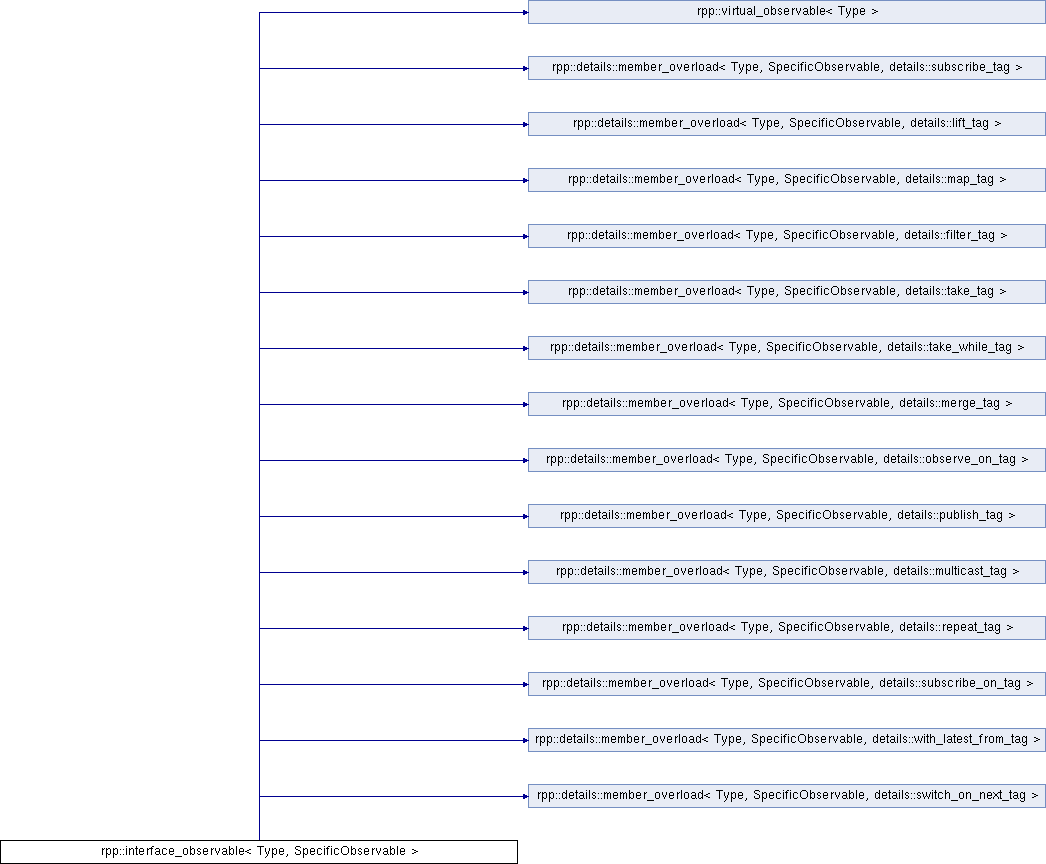 rpp::virtual_observable< Type >
rpp::details::member_overload< Type, SpecificObservable, details::subscribe_tag >
rpp::details::member_overload< Type, SpecificObservable, details::lift_tag >
rpp::details::member_overload< Type, SpecificObservable, details::map_tag >
rpp::details::member_overload< Type, SpecificObservable, details::filter_tag >
rpp::details::member_overload< Type, SpecificObservable, details::take_tag >
rpp::details::member_overload< Type, SpecificObservable, details::take_while_tag >
rpp::details::member_overload< Type, SpecificObservable, details::merge_tag >
rpp::details::member_overload< Type, SpecificObservable, details::observe_on_tag >
rpp::details::member_overload< Type, SpecificObservable, details::publish_tag >
rpp::details::member_overload< Type, SpecificObservable, details::multicast_tag >
rpp::details::member_overload< Type, SpecificObservable, details::repeat_tag >
rpp::details::member_overload< Type, SpecificObservable, details::subscribe_on_tag >
rpp::details::member_overload< Type, SpecificObservable, details::with_latest_from_tag >
rpp::details::member_overload< Type, SpecificObservable, details::switch_on_next_tag >
rpp::interface_observable< Type, SpecificObservable >